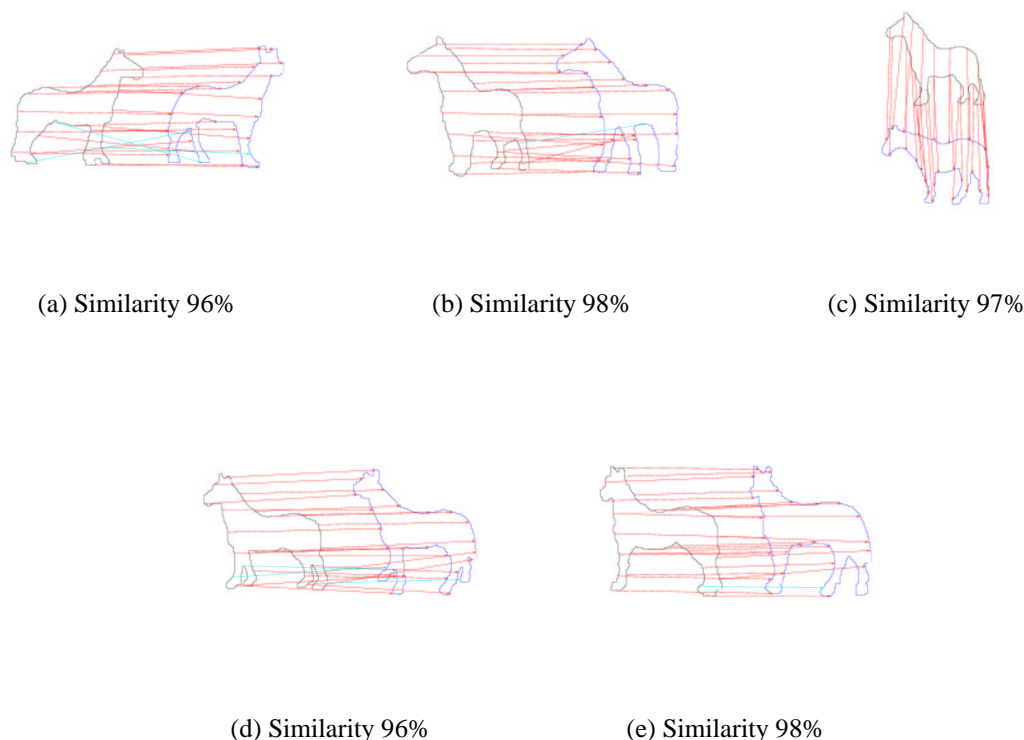 (a) Similarity 96%
(b) Similarity 98%
(c) Similarity 97%
(d) Similarity 96%
(e) Similarity 98%